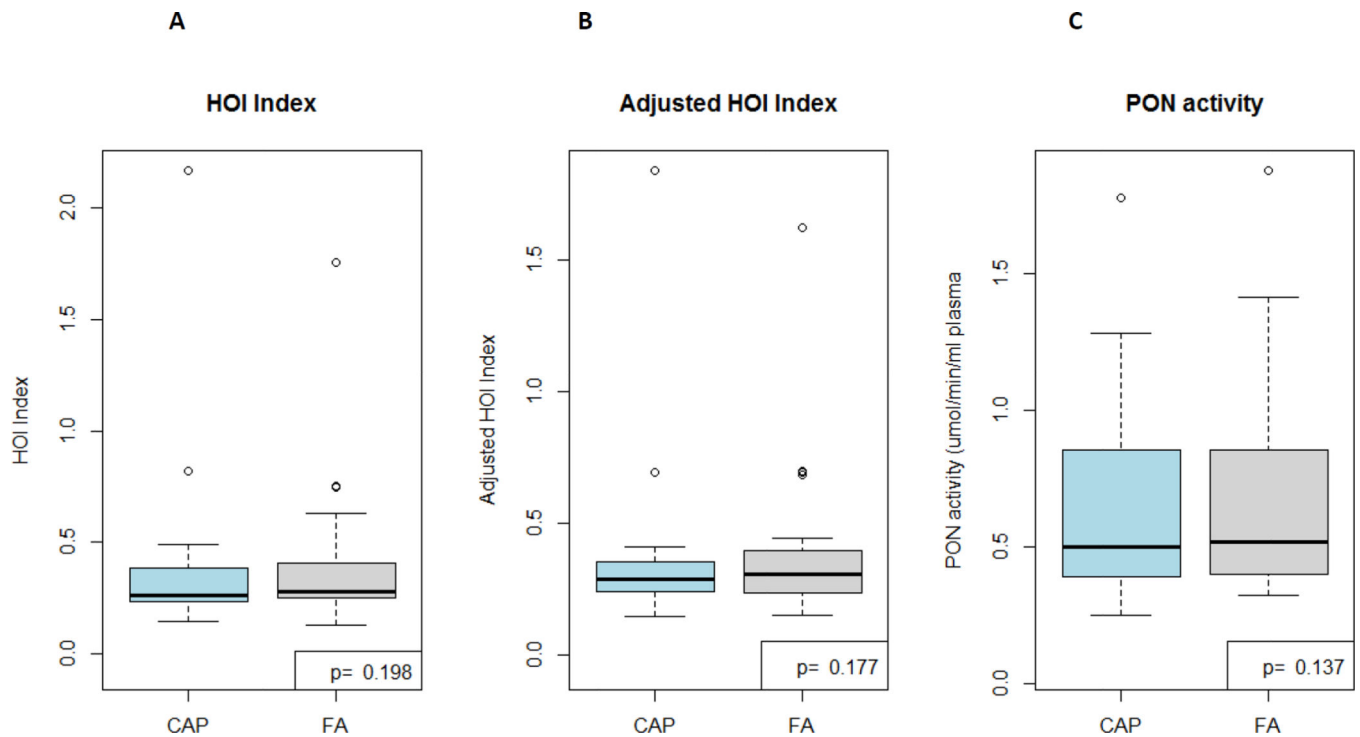 A
B
C
HOI Index
Adjusted HOI Index
PON activity
HOI Index
0.0
0.5
1.0
1.5
2.0
p= 0.198
CAP
FA
Adjusted HOI Index
0.0
0.5
1.0
1.5
p= 0.177
CAP
FA
PON activity (umol/min/ml plasma
0.0
0.5
1.0
1.5
p= 0.137
CAP
FA